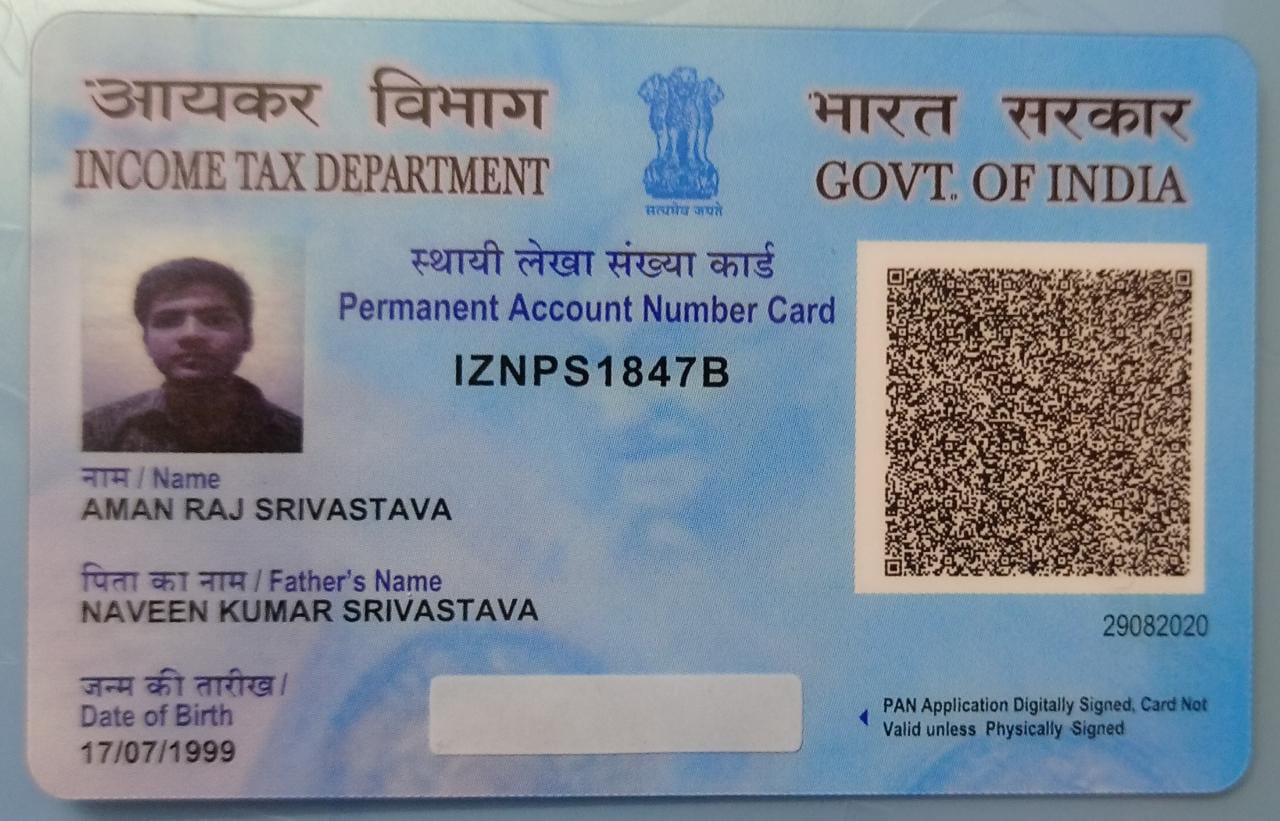 आयकर विभाग
INCOME TAX DEPARTMENT
सत्यमेव जयते
भारत सरकार
GOVT. OF INDIA
स्थायी लेखा संख्या कार्ड
Permanent Account Number Card
IZNPS1847B
नाम / Name
AMAN RAJ SRIVASTAVA
पिता का नाम / Father's Name
NAVEEN KUMAR SRIVASTAVA
जन्म की तारीख /
Date of Birth
17/07/1999
29082020
PAN Application Digitally Signed, Card Not
Valid unless Physically Signed